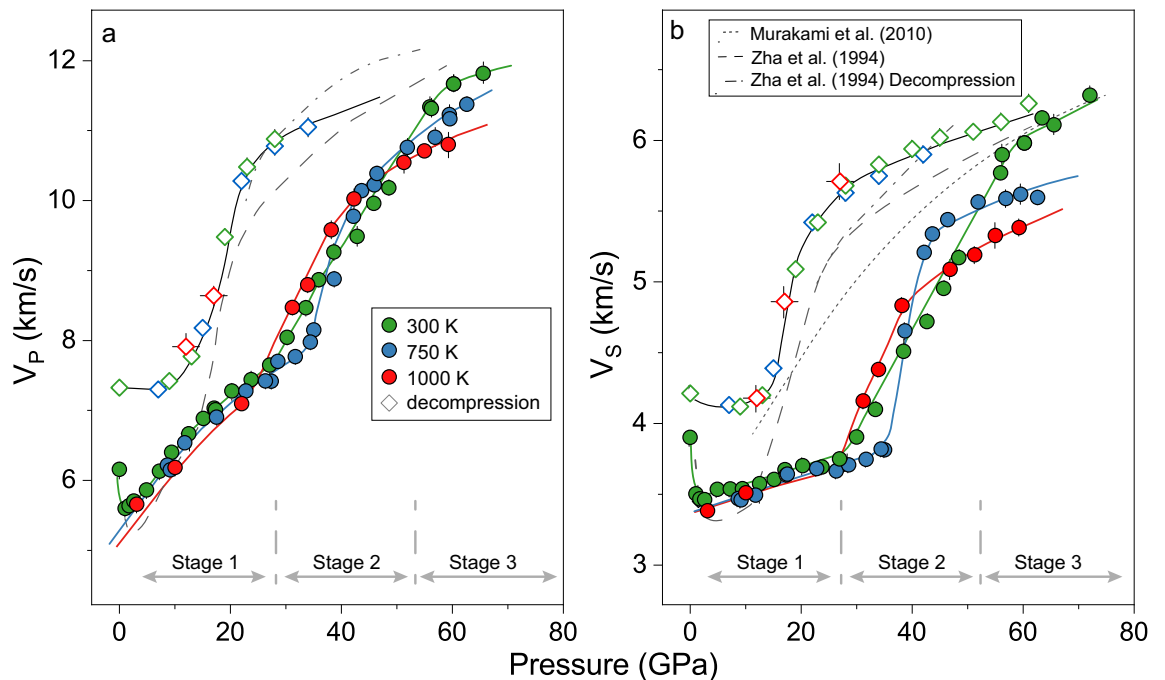 a
12
10
8
6
V_P (km/s)
300 K
750 K
1000 K
decompression
Stage 1
Stage 2
Stage 3
0
20
40
60
80
b
Murakami et al. (2010)
Zha et al. (1994)
Zha et al. (1994) Decompression
6
5
4
3
V_S (km/s)
Stage 1
Stage 2
Stage 3
0
20
40
60
80
Pressure (GPa)